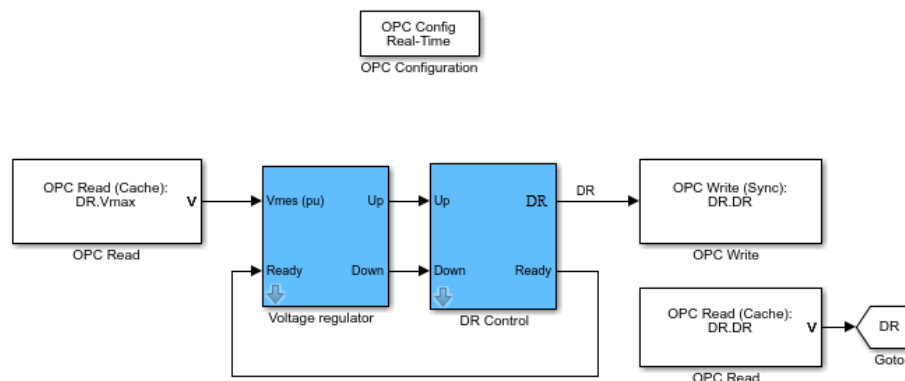 OPC Config
Real-Time
OPC Configuration
OPC Read (Cache):
DR.Vmax
V
OPC Read
Vmes (pu)
Up
Ready
Down
Voltage regulator
Up
DR
Down
Ready
DR Control
DR
OPC Write (Sync):
DR.DR
OPC Write
OPC Read (Cache):
DR.DR
V
OPC Read
DR
Goto